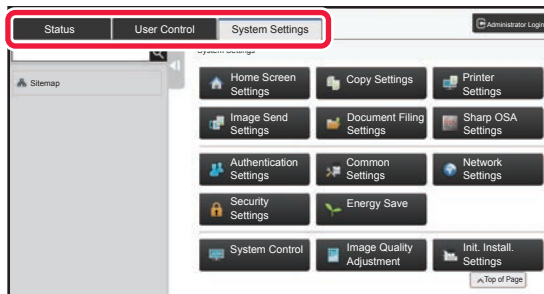 Status User Control System Settings Administrator Login
System Settings
Sitemap
Home Screen Settings
Copy Settings
Printer Settings
Image Send Settings
Document Filing Settings
Sharp OSA Settings
Authentication Settings
Common Settings
Network Settings
Security Settings
Energy Save
System Control
Image Quality Adjustment
Init. Install. Settings
Top of Page